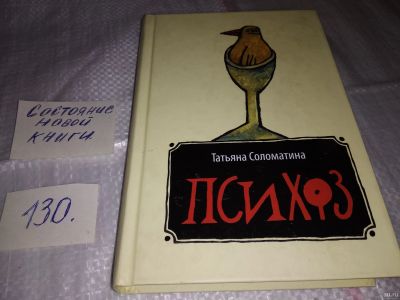 Состояние
новой
книги.
130.
Татьяна Соломатина
ПСИХОЗ